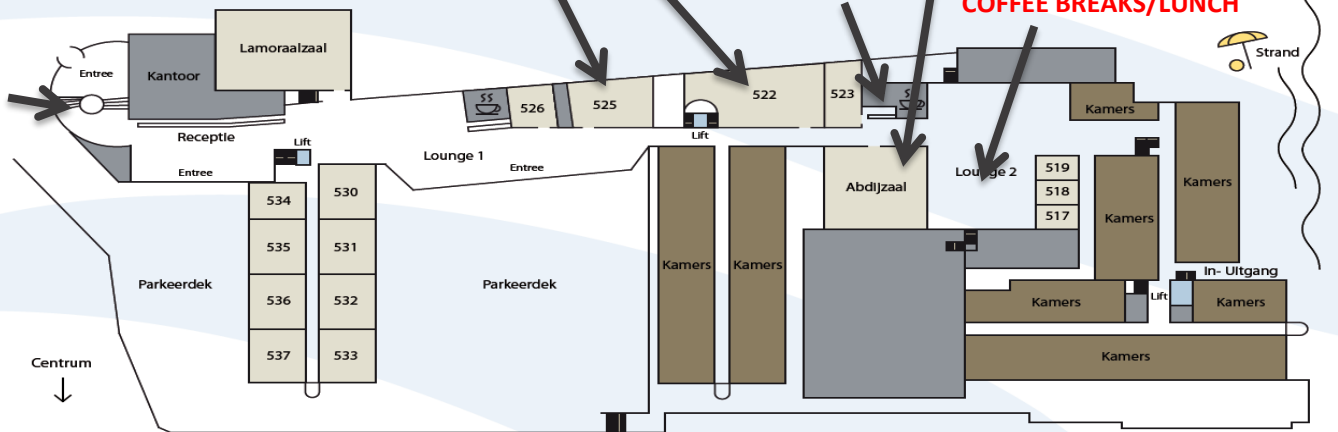 COFFEE BREAKS/LUNCH
Lamoraalzaal
Strand
Entree
Kantoor
526
525
522
523
Kamers
Receptie
Lift
Lift
Lounge 1
Entree
Entree
Lounge 2
519
518
517
Abdijzaal
Kamers
Kamers
534
530
535
531
536
532
537
533
Parkeerdek
Parkeerdek
Kamers
Kamers
In- Uitgang
Lift
Kamers
Kamers
Kamers
Centrum